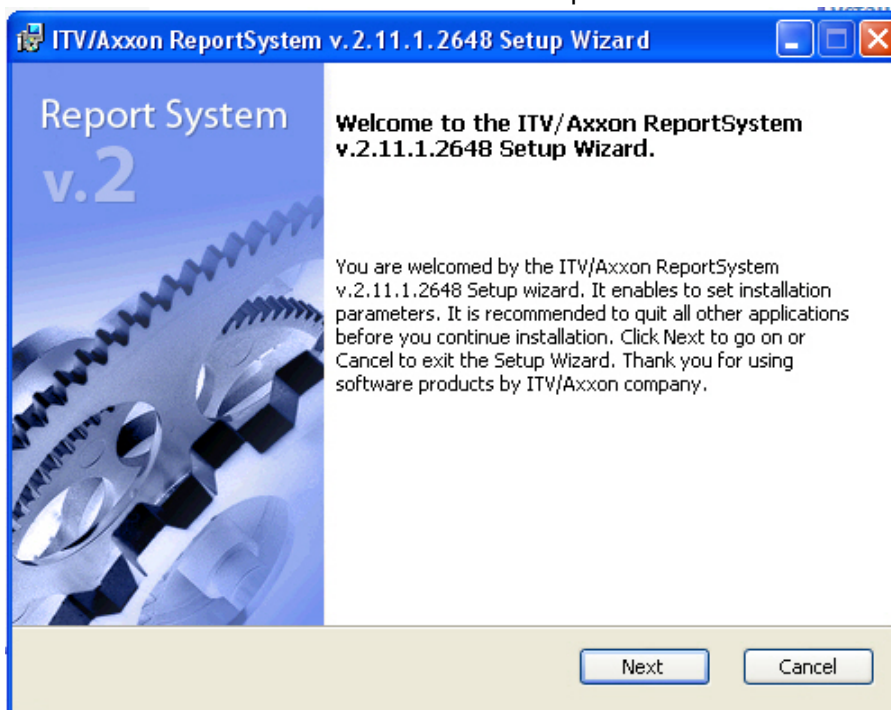 ITV/Axxon ReportSystem v.2.11.1.2648 Setup Wizard
Report System
v.2
Welcome to the ITV/Axxon ReportSystem
v.2.11.1.2648 Setup Wizard.
You are welcomed by the ITV/Axxon ReportSystem
v.2.11.1.2648 Setup wizard. It enables to set installation
parameters. It is recommended to quit all other applications
before you continue installation. Click Next to go on or
Cancel to exit the Setup Wizard. Thank you for using
software products by ITV/Axxon company.
Next
Cancel